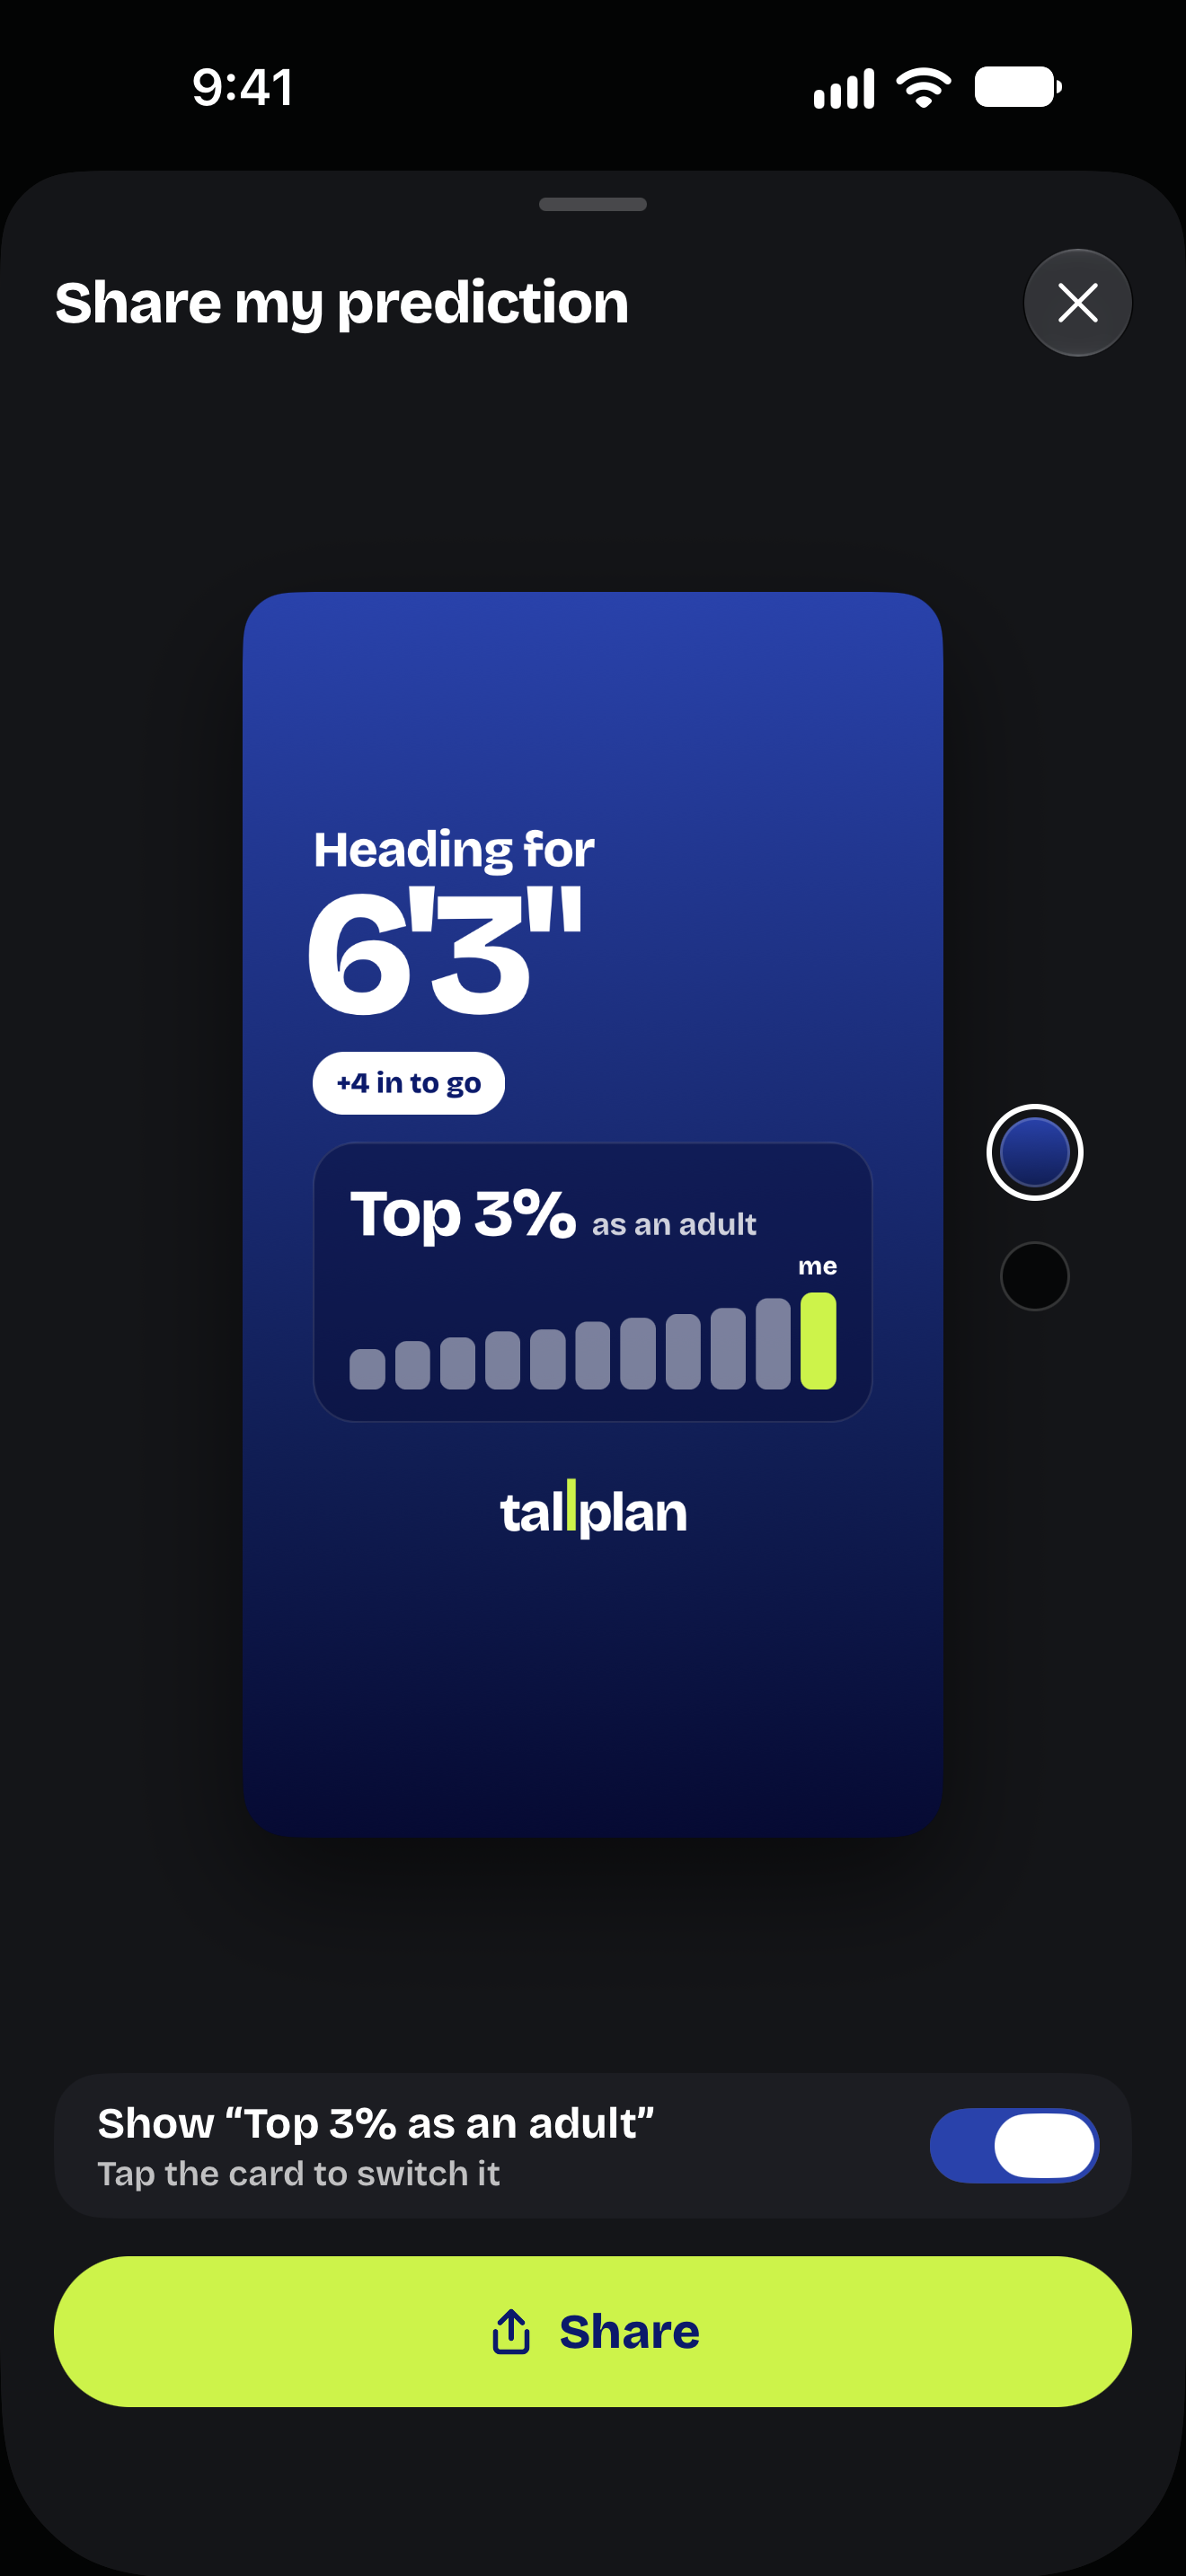 9:41
Share my prediction
Heading for
6'3"
+4 in to go
Top 3% as an adult
me
tallplan
Show “Top 3% as an adult”
Tap the card to switch it
Share